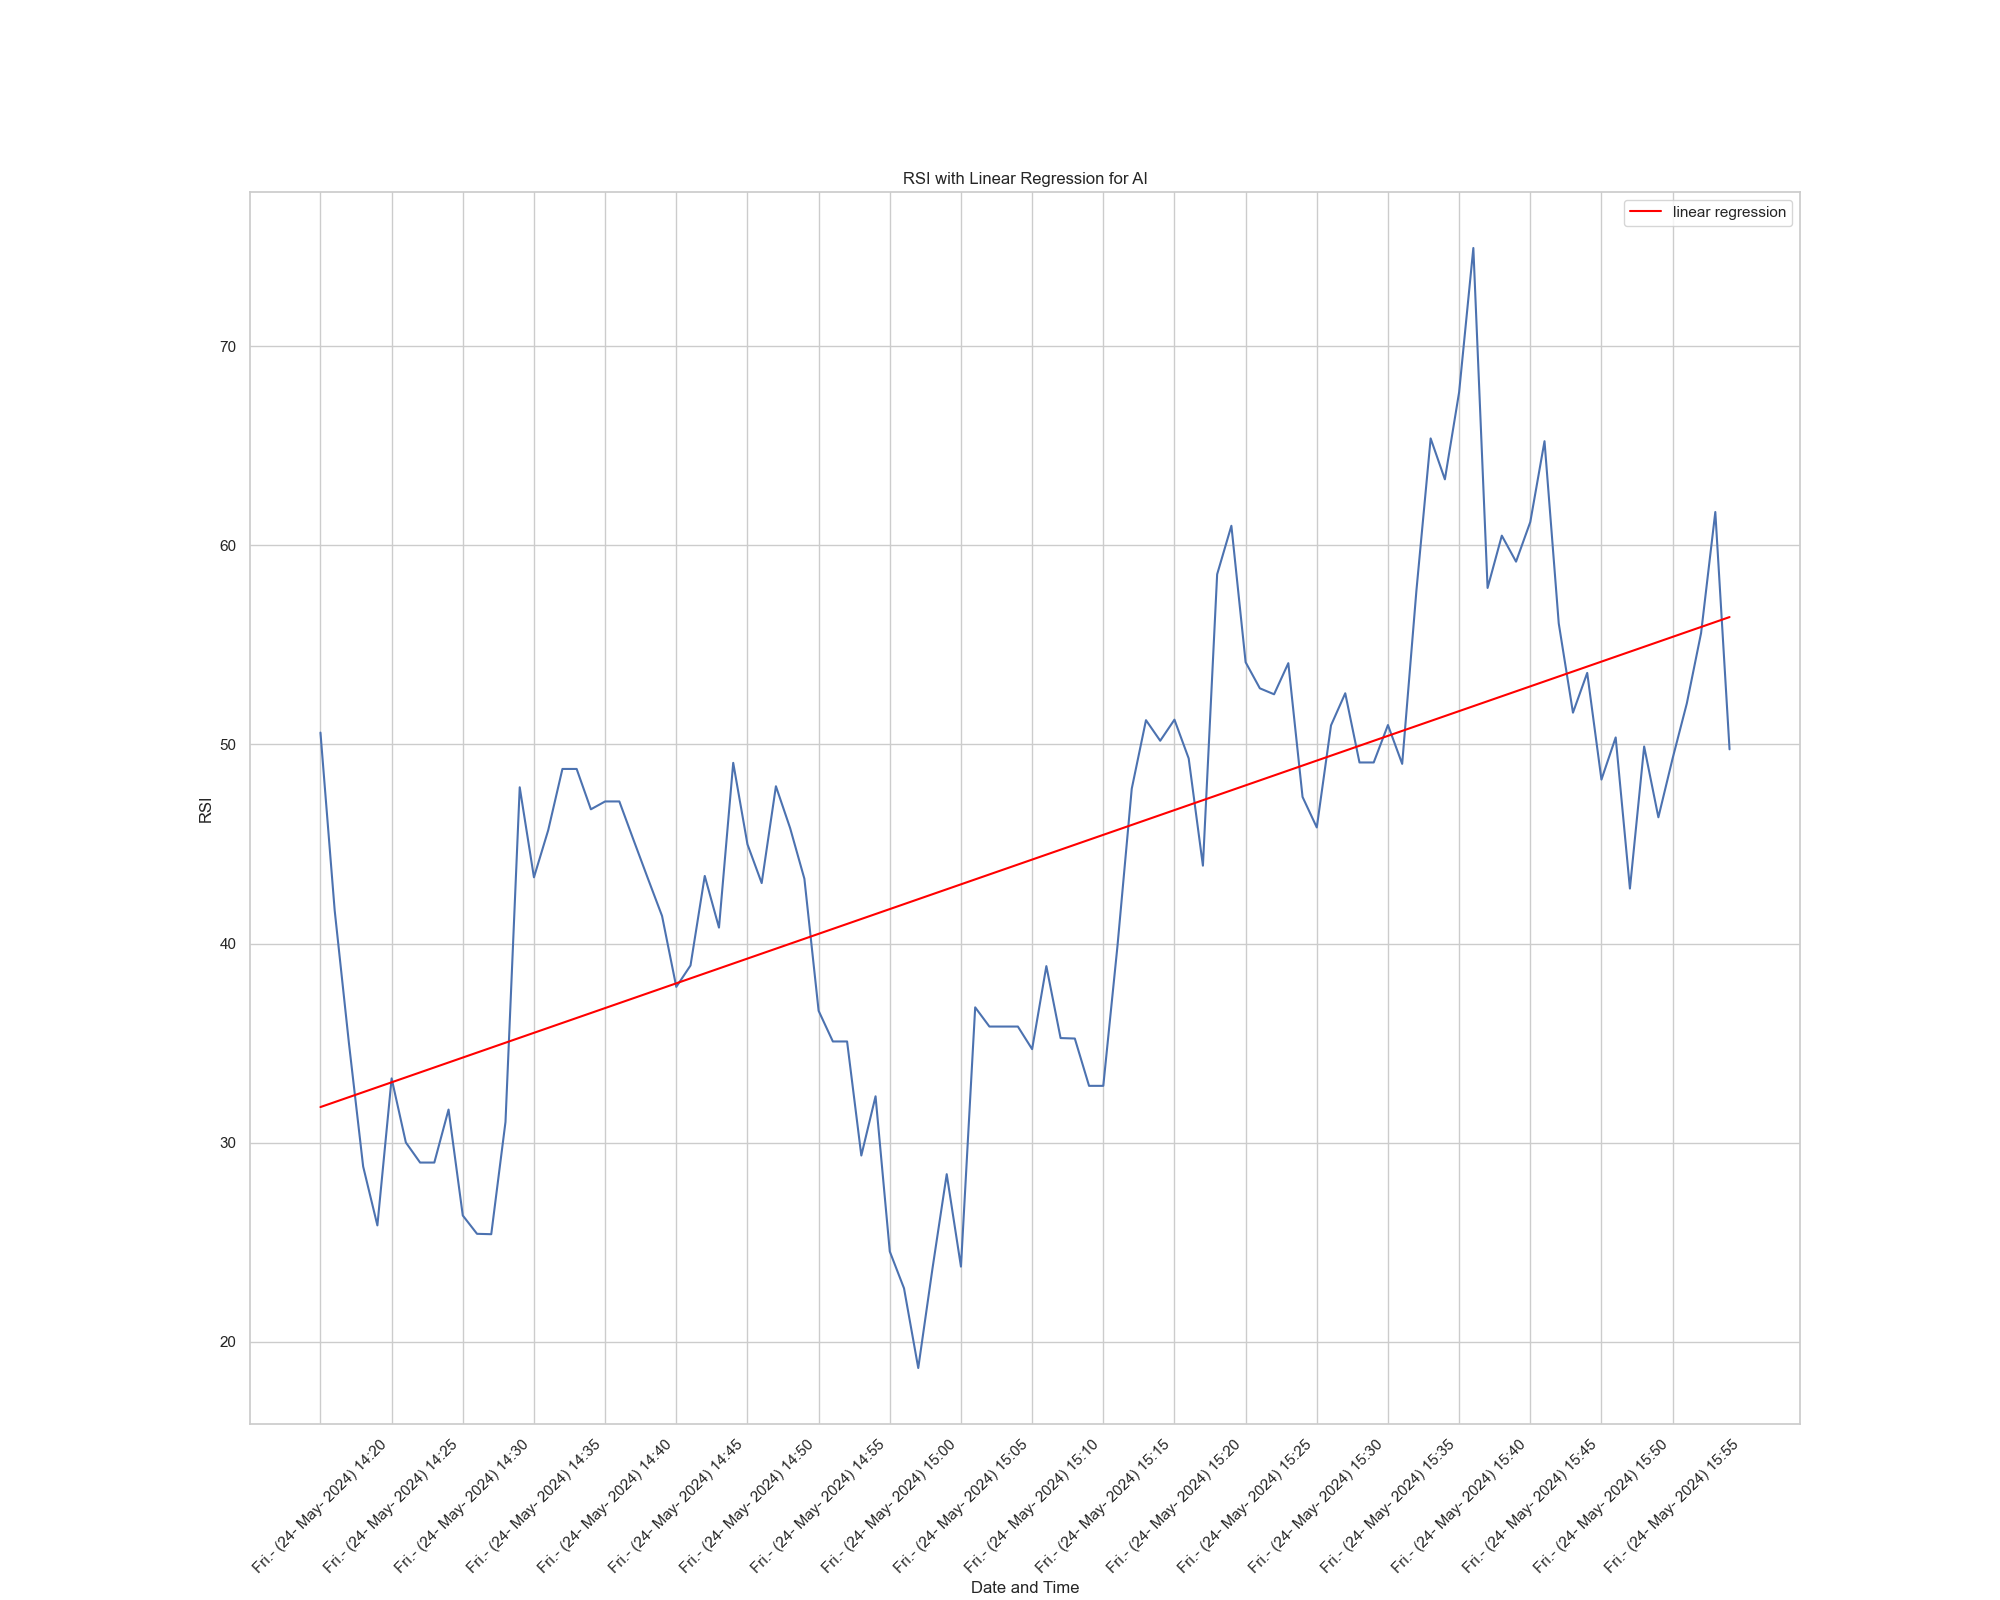 RSI with Linear Regression for AI
linear regression
RSI
70
60
50
40
30
20
Fri.- (24- May- 2024) 14:20
Fri.- (24- May- 2024) 14:25
Fri.- (24- May- 2024) 14:30
Fri.- (24- May- 2024) 14:35
Fri.- (24- May- 2024) 14:40
Fri.- (24- May- 2024) 14:45
Fri.- (24- May- 2024) 14:50
Fri.- (24- May- 2024) 14:55
Fri.- (24- May- 2024) 15:00
Fri.- (24- May- 2024) 15:05
Fri.- (24- May- 2024) 15:10
Fri.- (24- May- 2024) 15:15
Fri.- (24- May- 2024) 15:20
Fri.- (24- May- 2024) 15:25
Fri.- (24- May- 2024) 15:30
Fri.- (24- May- 2024) 15:35
Fri.- (24- May- 2024) 15:40
Fri.- (24- May- 2024) 15:45
Fri.- (24- May- 2024) 15:50
Fri.- (24- May- 2024) 15:55
Date and Time